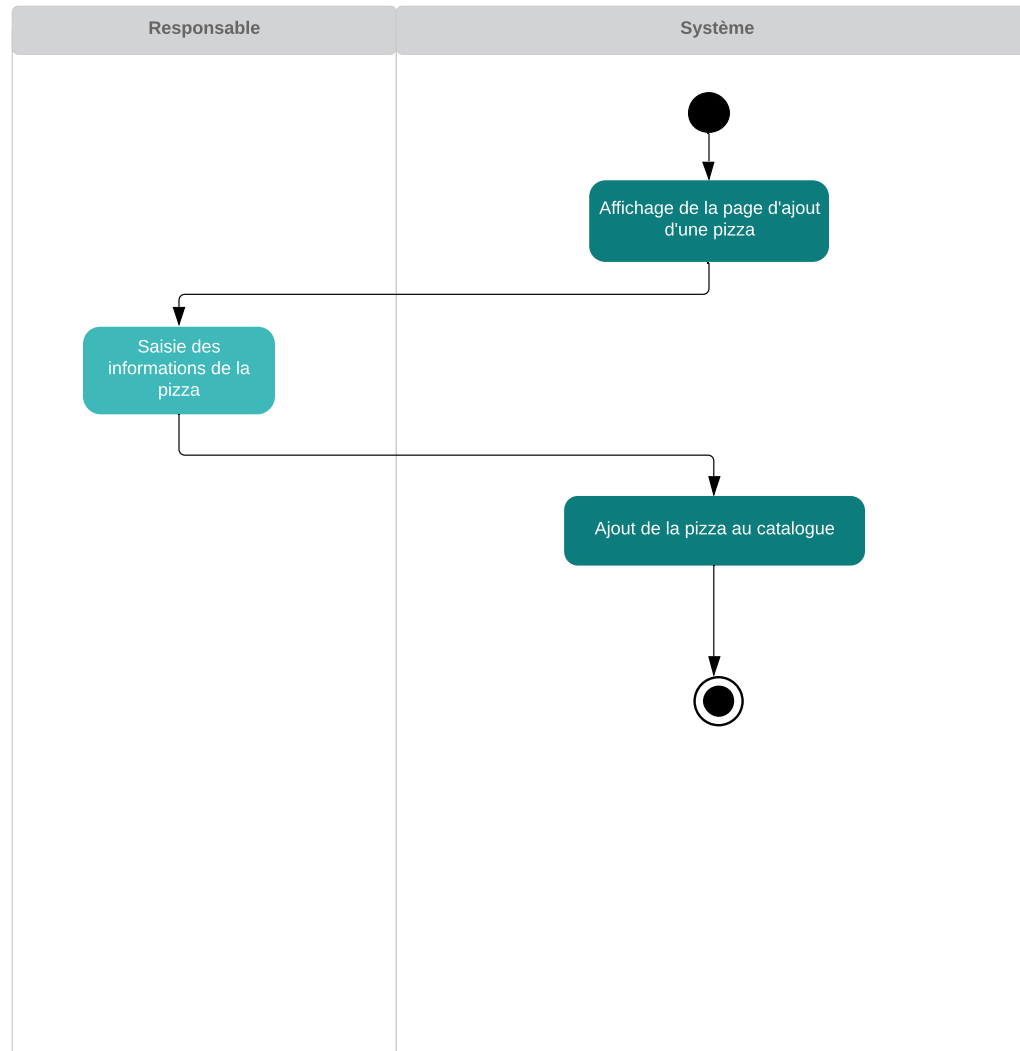 Responsable
Système
Affichage de la page d'ajout
d'une pizza
Saisie des
informations de la
pizza
Ajout de la pizza au catalogue